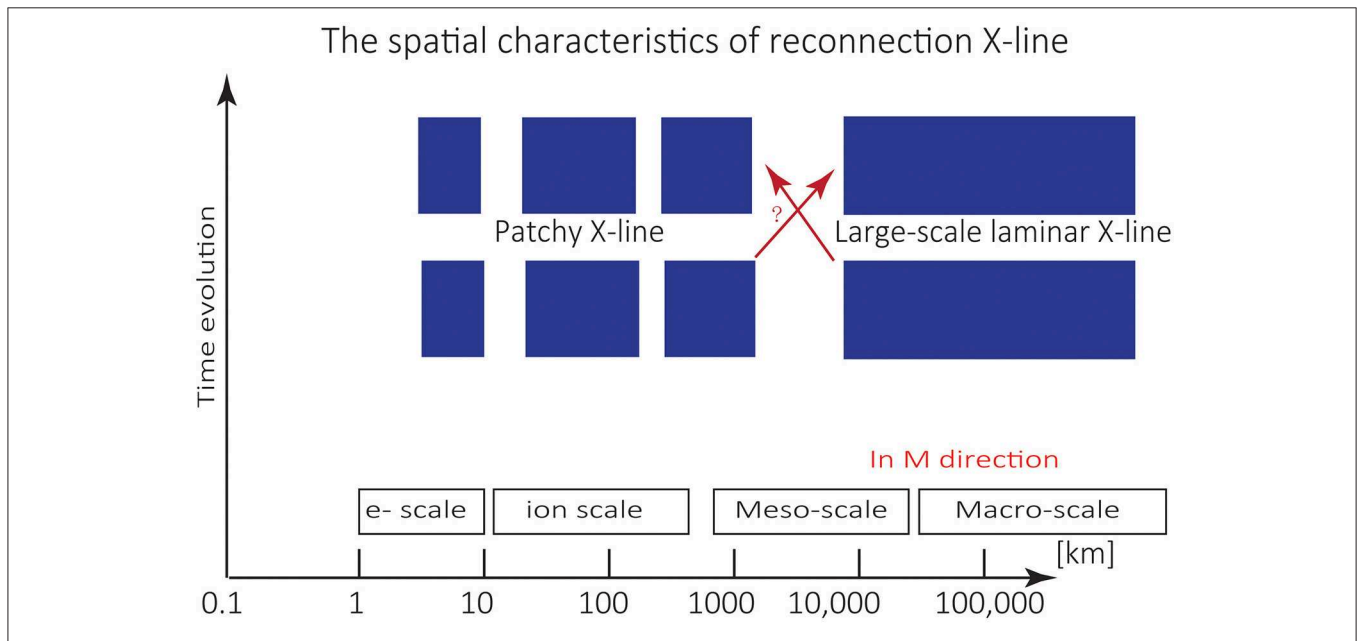 The spatial characteristics of reconnection X-line
Time evolution
?
Patchy X-line
Large-scale laminar X-line
In M direction
e- scale
ion scale
Meso-scale
Macro-scale
[km]
0.1
1
10
100
1000
10,000
100,000